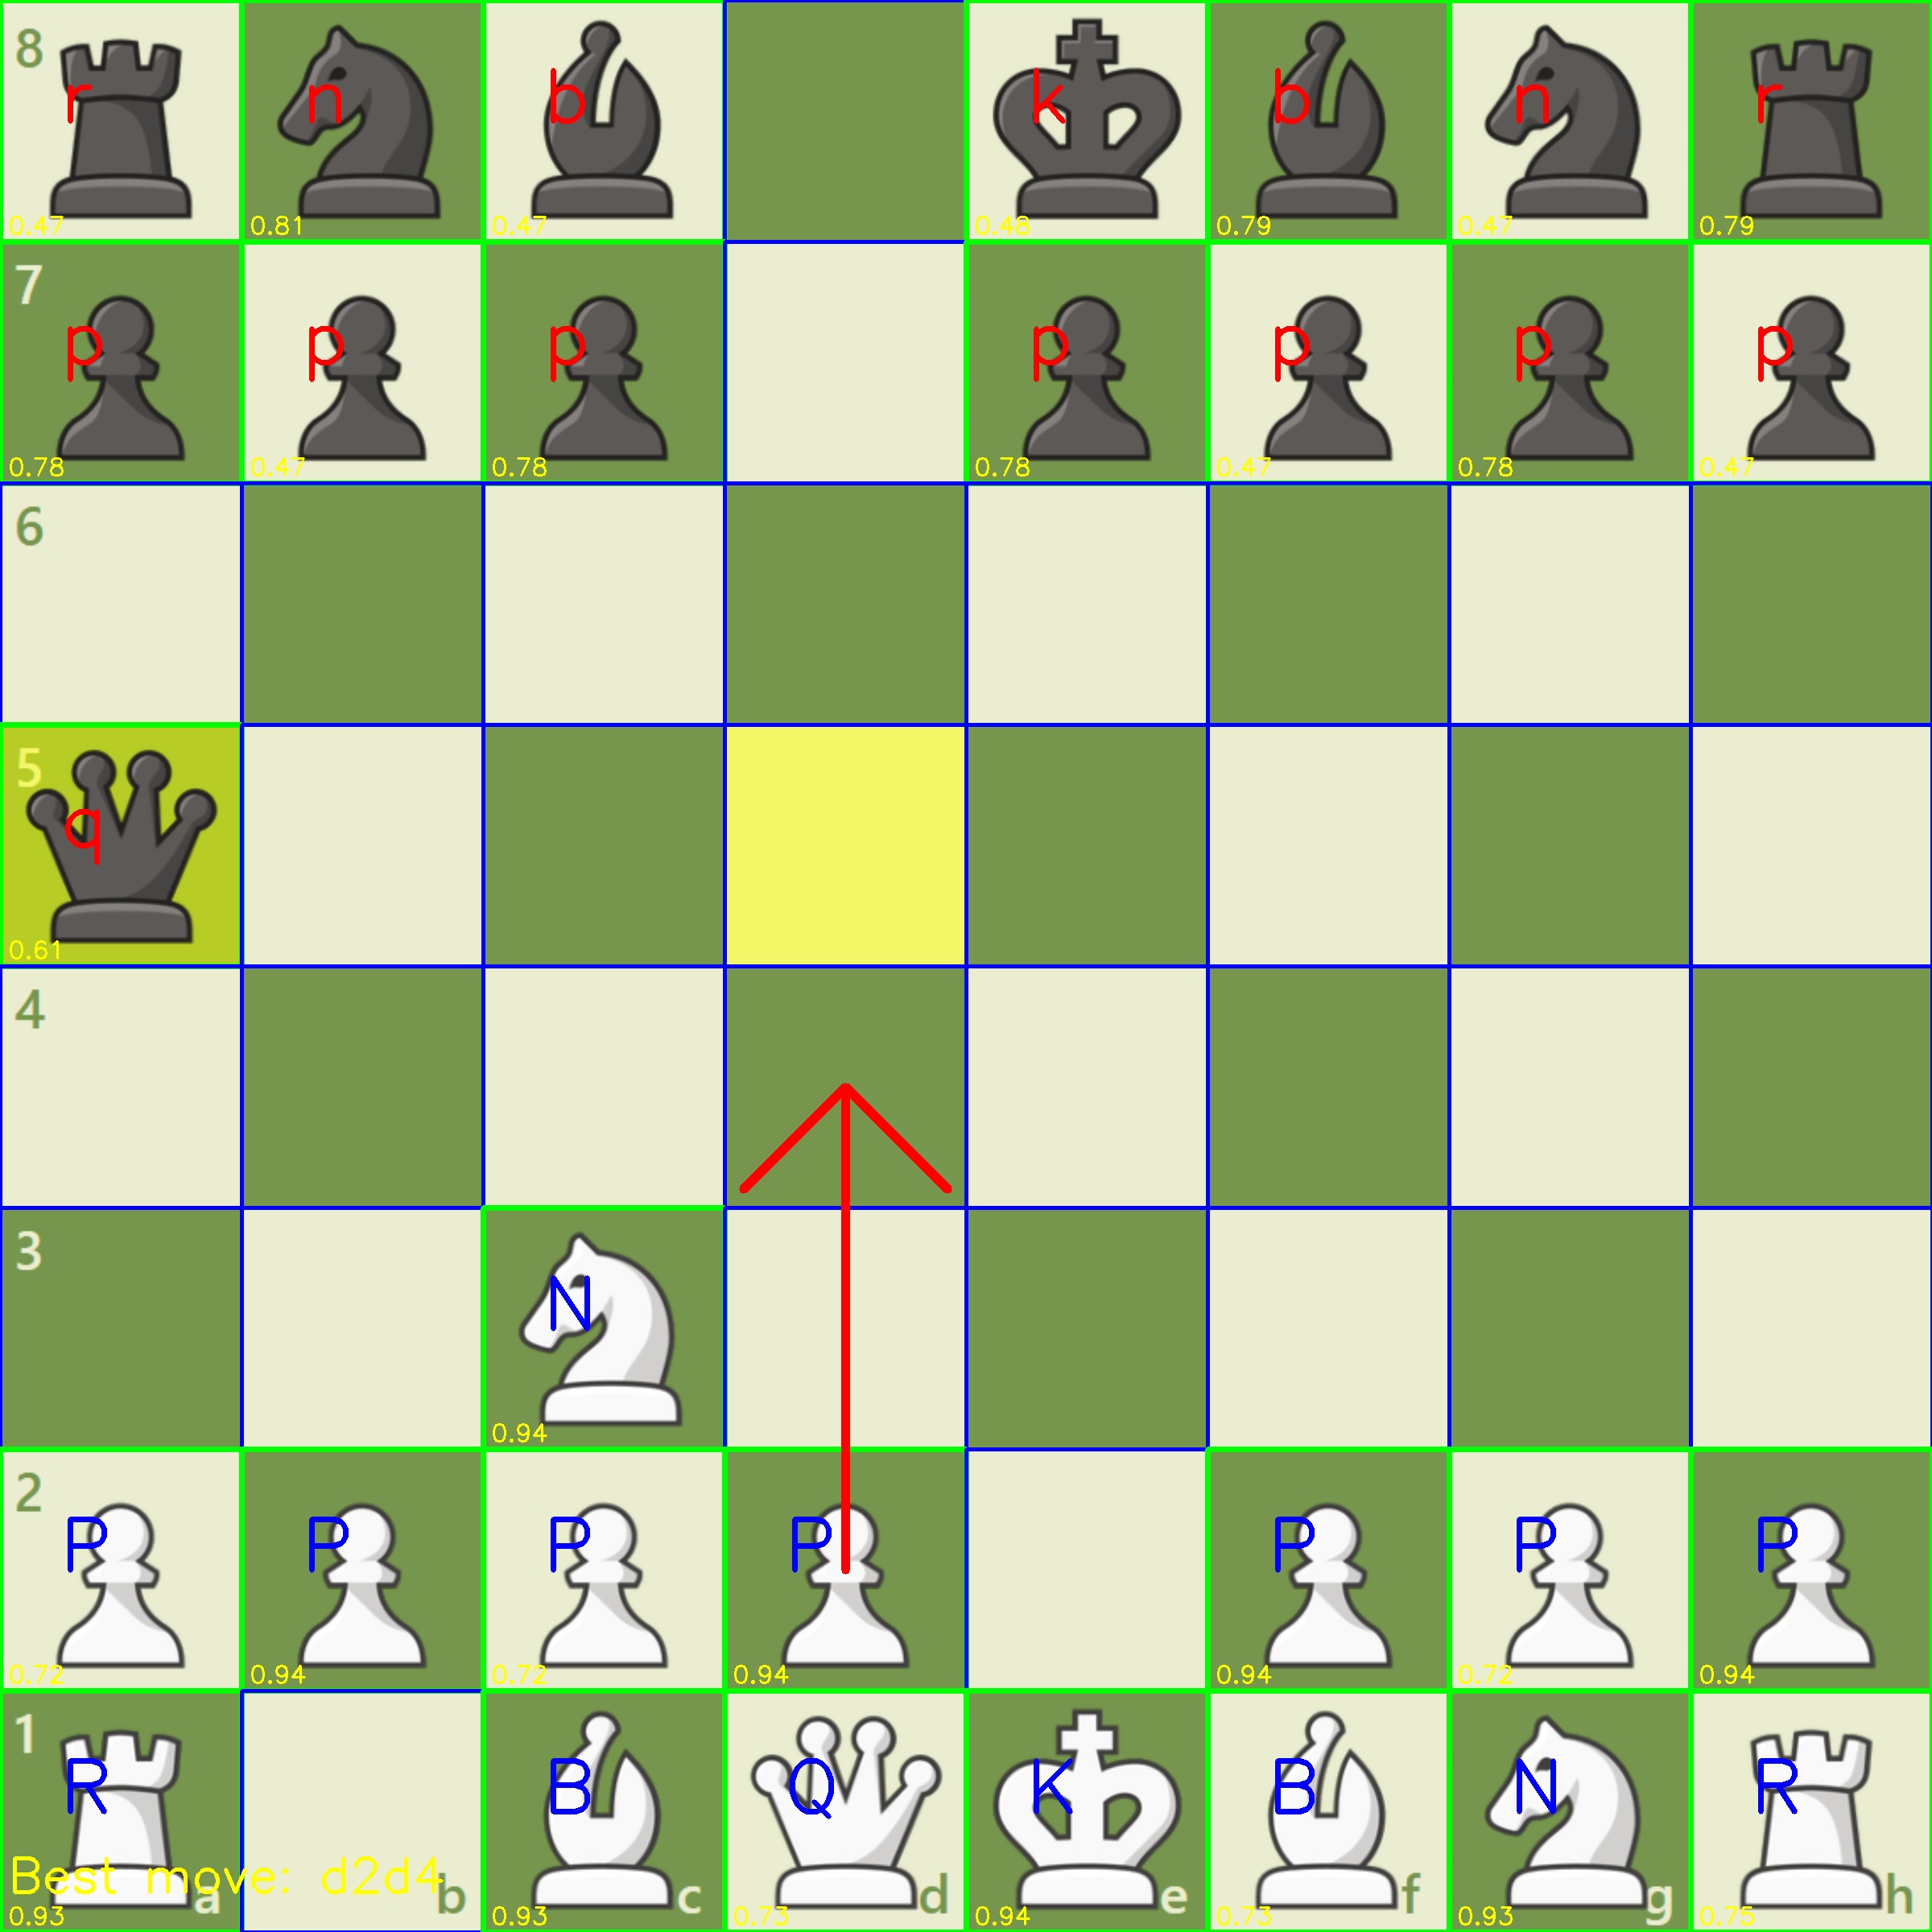 8 r n b k b n r
0.47 0.81 0.47 0.48 0.79 0.47 0.79
7 p p p p p p p
0.78 0.47 0.78 0.78 0.47 0.78 0.47
6
5 q
0.61
4
3 N
0.94
2 P P P P P P P
0.72 0.94 0.72 0.94 0.94 0.72 0.94
1 R B Q K B N R
Best move: d2d4
a b c d e f g h
0.93 0.93 0.73 0.94 0.73 0.93 0.75